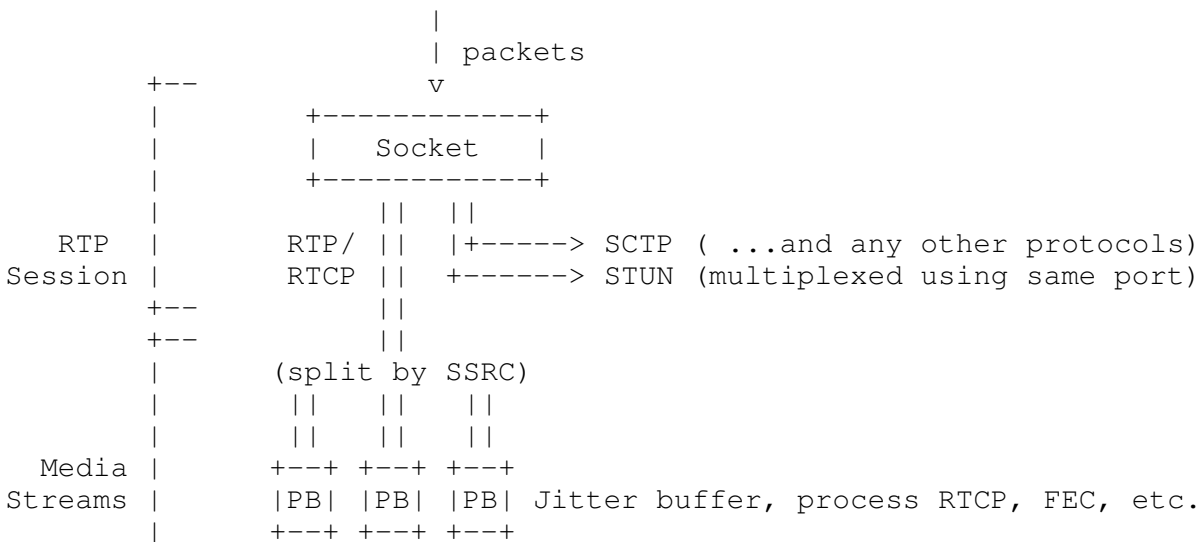 |
                         | packets
         +--             v
         |        +------------+
         |        |   Socket   |
         |        +------------+
         |            ||  ||
   RTP   |       RTP/ ||  |+-----> SCTP ( ...and any other protocols)
Session  |       RTCP ||  +------> STUN (multiplexed using same port)
         +--          ||
         +--          ||
         |      (split by SSRC)
         |       ||   ||   ||
         |       ||   ||   ||
  Media  |      +--+ +--+ +--+
Streams  |      |PB| |PB| |PB| Jitter buffer, process RTCP, FEC, etc.
         |      +--+ +--+ +--+